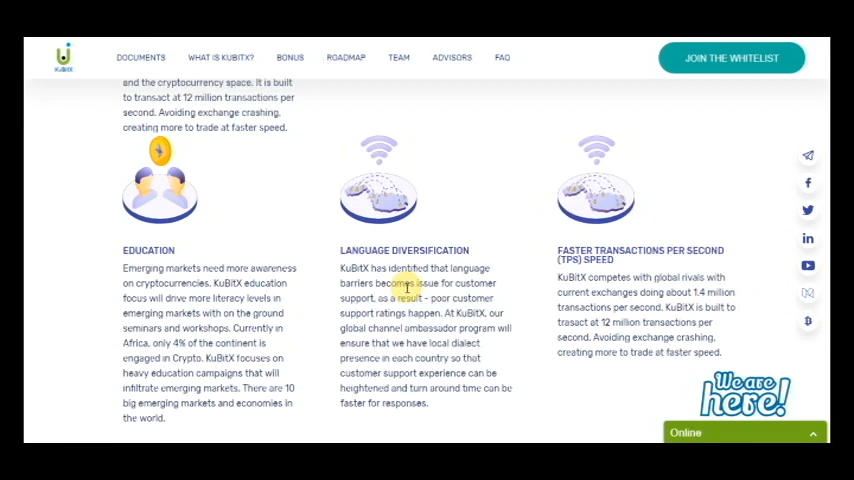 KuBitX
DOCUMENTS
WHAT IS KUBITX?
BONUS
ROADMAP
TEAM
ADVISORS
FAQ
JOIN THE WHITELIST
and the cryptocurrency space. It is built
to transact at 12 million transactions per
second. Avoiding exchange crashing,
creating more to trade at faster speed.
EDUCATION
Emerging markets need more awareness
on cryptocurrencies. KuBitX education
focus will drive more literacy levels in
emerging markets with on the ground
seminars and workshops. Currently in
Africa, only 4% of the continent is
engaged in Crypto. KuBitX focuses on
heavy education campaigns that will
infiltrate emerging markets. There are 10
big emerging markets and economies in
the world.
LANGUAGE DIVERSIFICATION
KuBitX has identified that language
barriers becomes issue for customer
support, as a result - poor customer
support ratings happen. At KuBitX, our
global channel ambassador program will
ensure that we have local dialect
presence in each country so that
customer support experience can be
heightened and turn around time can be
faster for responses.
FASTER TRANSACTIONS PER SECOND
(TPS) SPEED
KuBitX competes with global rivals with
current exchanges doing about 1.4 million
transactions per second. KuBitX is built to
trasact at 12 million transactions per
second. Avoiding exchange crashing,
creating more to trade at faster speed.
We are
here!
Online